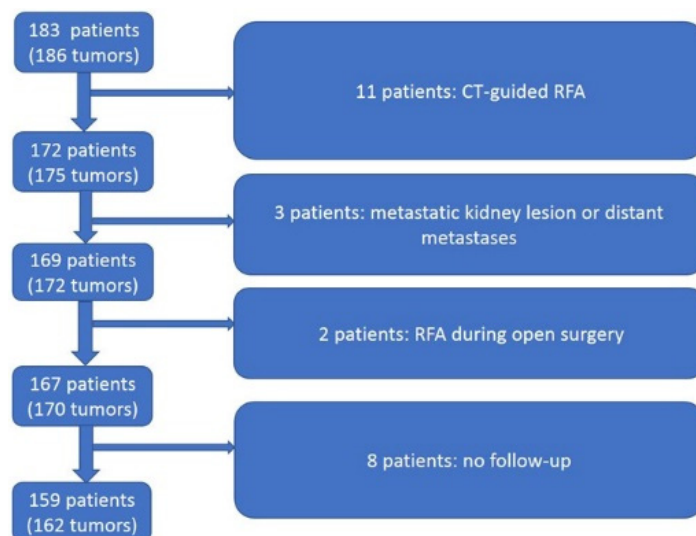 183 patients
(186 tumors)
11 patients: CT-guided RFA
172 patients
(175 tumors)
3 patients: metastatic kidney lesion or distant
metastases
169 patients
(172 tumors)
2 patients: RFA during open surgery
167 patients
(170 tumors)
8 patients: no follow-up
159 patients
(162 tumors)